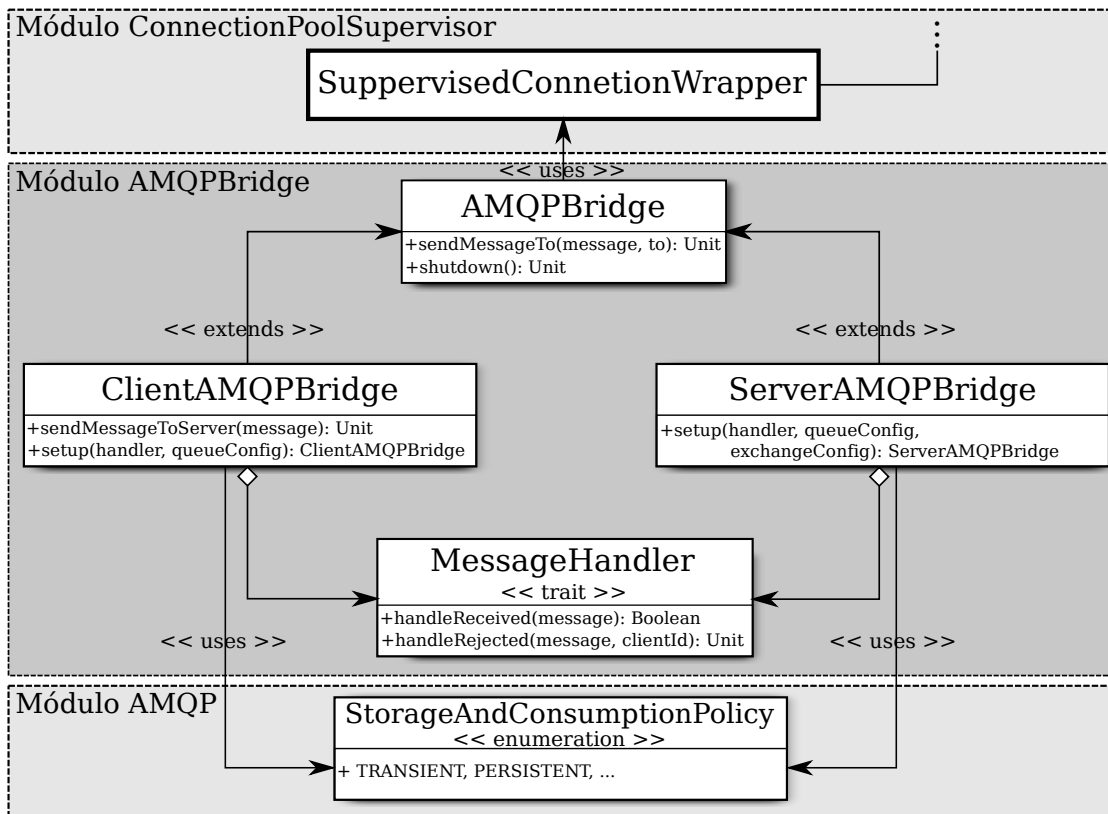 Módulo ConnectionPoolSupervisor
SuppervisedConnetionWrapper
Módulo AMQPBridge
<< uses >>
AMQPBridge
+sendMessageTo(message, to): Unit
+shutdown(): Unit
<< extends >>
<< extends >>
ClientAMQPBridge
+sendMessageToServer(message): Unit
+setup(handler, queueConfig): ClientAMQPBridge
ServerAMQPBridge
+setup(handler, queueConfig,
exchangeConfig): ServerAMQPBridge
MessageHandler
<< trait >>
+handleReceived(message): Boolean
+handleRejected(message, clientId): Unit
<< uses >>
<< uses >>
Módulo AMQP
StorageAndConsumptionPolicy
<< enumeration >>
+ TRANSIENT, PERSISTENT, ...